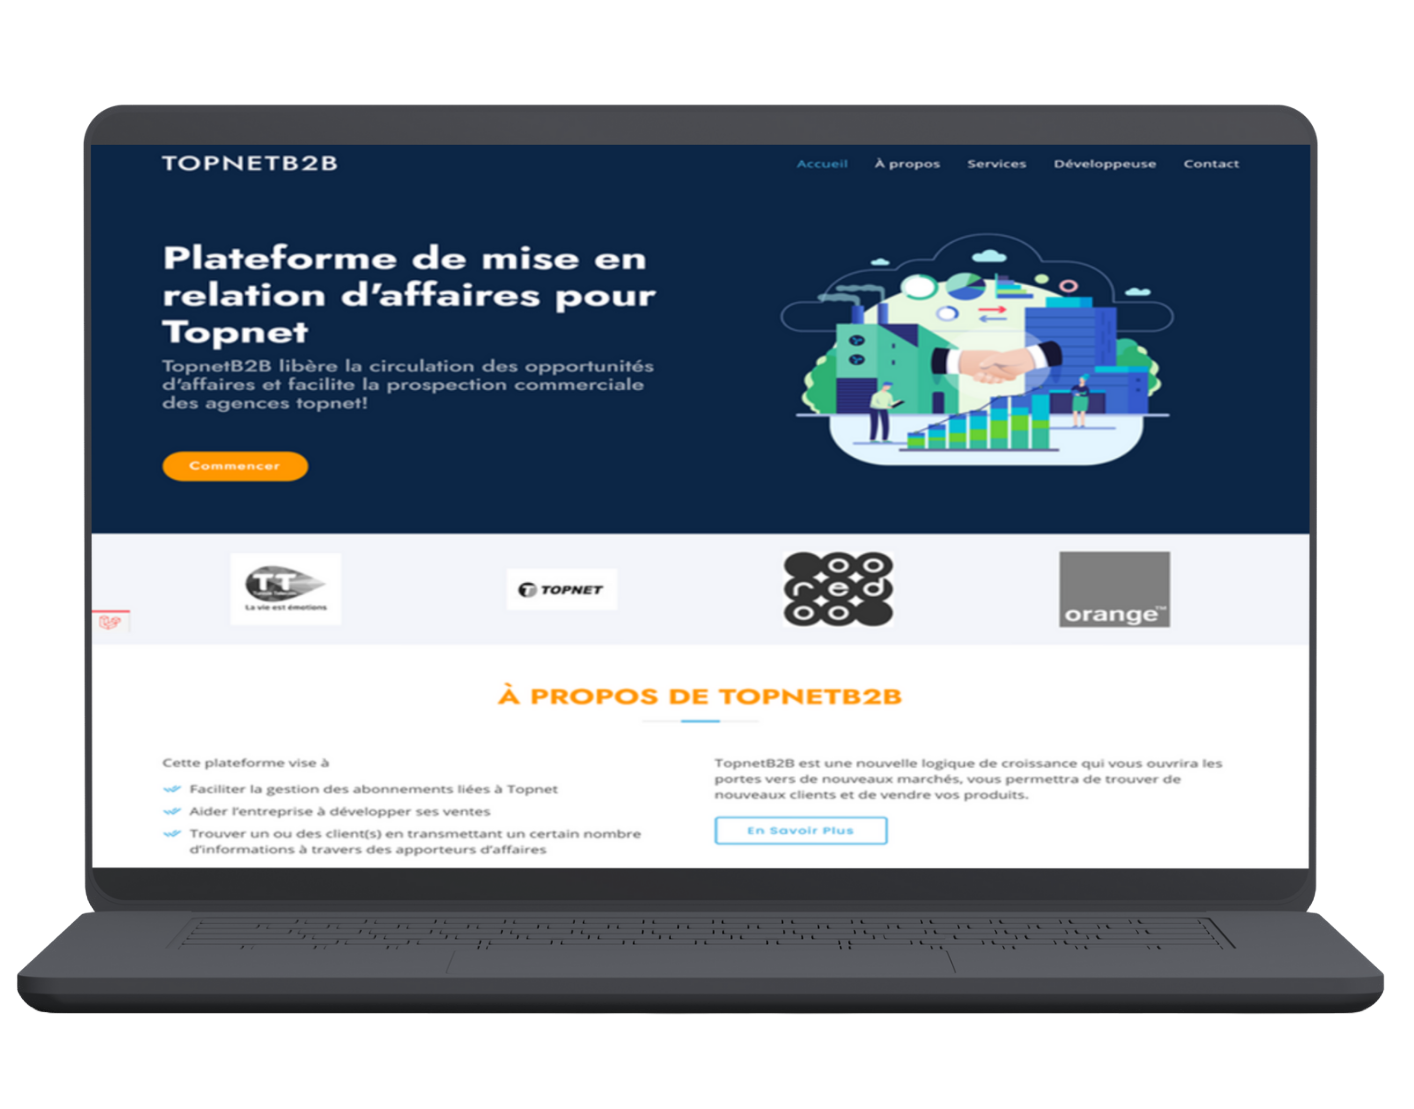 TOPNETB2B
Accueil À propos Services Développeuse Contact
Plateforme de mise en
relation d'affaires pour
Topnet
TopnetB2B libère la circulation des opportunités
d'affaires et facilite la prospection commerciale
des agences topnet!
Commencer
TT
Tunisie Telecom
La vie est émotions
TOPNET
ooredoo
orange™
À PROPOS DE TOPNETB2B
Cette plateforme vise à
Faciliter la gestion des abonnements liées à Topnet
Aider l'entreprise à développer ses ventes
Trouver un ou des client(s) en transmettant un certain nombre
d'informations à travers des apporteurs d'affaires
TopnetB2B est une nouvelle logique de croissance qui vous ouvrira les
portes vers de nouveaux marchés, vous permettra de trouver de
nouveaux clients et de vendre vos produits.
En Savoir Plus